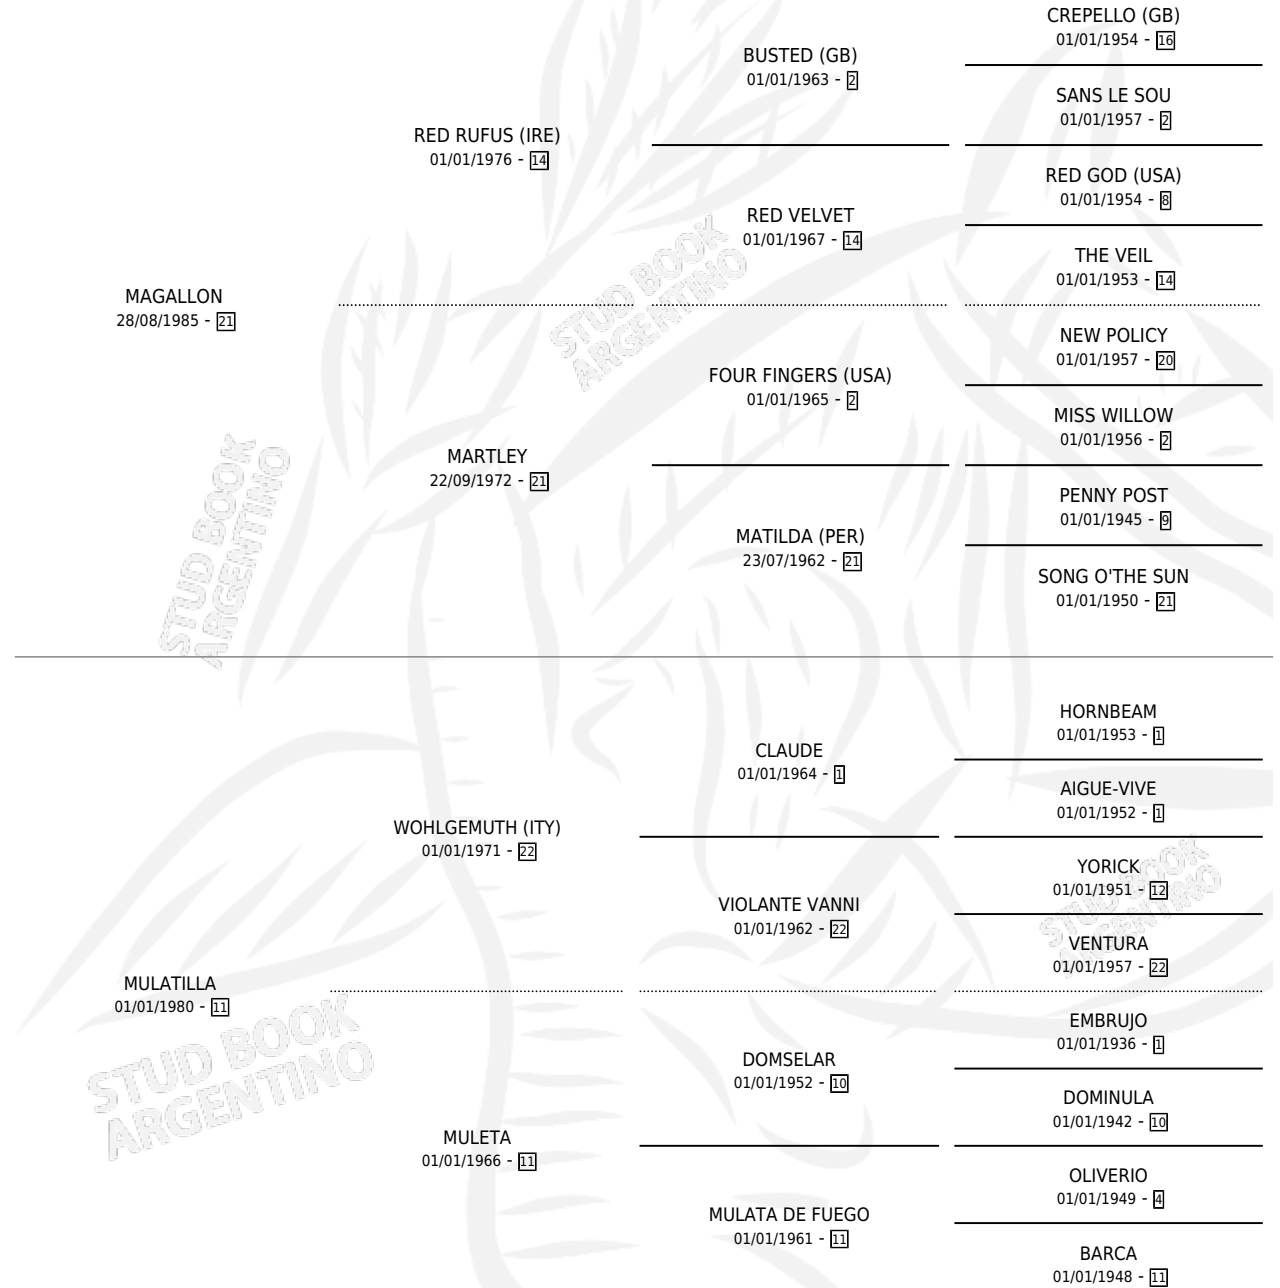 CREPELLO (GB)
01/01/1954 - 16
BUSTED (GB)
01/01/1963 - 2
SANS LE SOU
01/01/1957 - 2
RED RUFUS (IRE)
01/01/1976 - 14
RED GOD (USA)
01/01/1954 - 8
RED VELVET
01/01/1967 - 14
THE VEIL
01/01/1953 - 14
MAGALLON
28/08/1985 - 21
NEW POLICY
01/01/1957 - 20
FOUR FINGERS (USA)
01/01/1965 - 2
MISS WILLOW
01/01/1956 - 2
MARTLEY
22/09/1972 - 21
PENNY POST
01/01/1945 - 9
MATILDA (PER)
23/07/1962 - 21
SONG O'THE SUN
01/01/1950 - 21
HORNBEAM
01/01/1953 - 1
CLAUDE
01/01/1964 - 1
AIGUE-VIVE
01/01/1952 - 1
WOHLGEMUTH (ITY)
01/01/1971 - 22
YORICK
01/01/1951 - 12
VIOLANTE VANNI
01/01/1962 - 22
VENTURA
01/01/1957 - 22
MULATILLA
01/01/1980 - 11
EMBRUJO
01/01/1936 - 1
DOMSELAR
01/01/1952 - 10
DOMINULA
01/01/1942 - 10
MULETA
01/01/1966 - 11
OLIVERIO
01/01/1949 - 4
MULATA DE FUEGO
01/01/1961 - 11
BARCA
01/01/1948 - 11
STUD BOOK
ARGENTINO
STUD BOOK
ARGENTINO
STUD BOOK
ARGENTINO
STUD BOOK
ARGENTINO